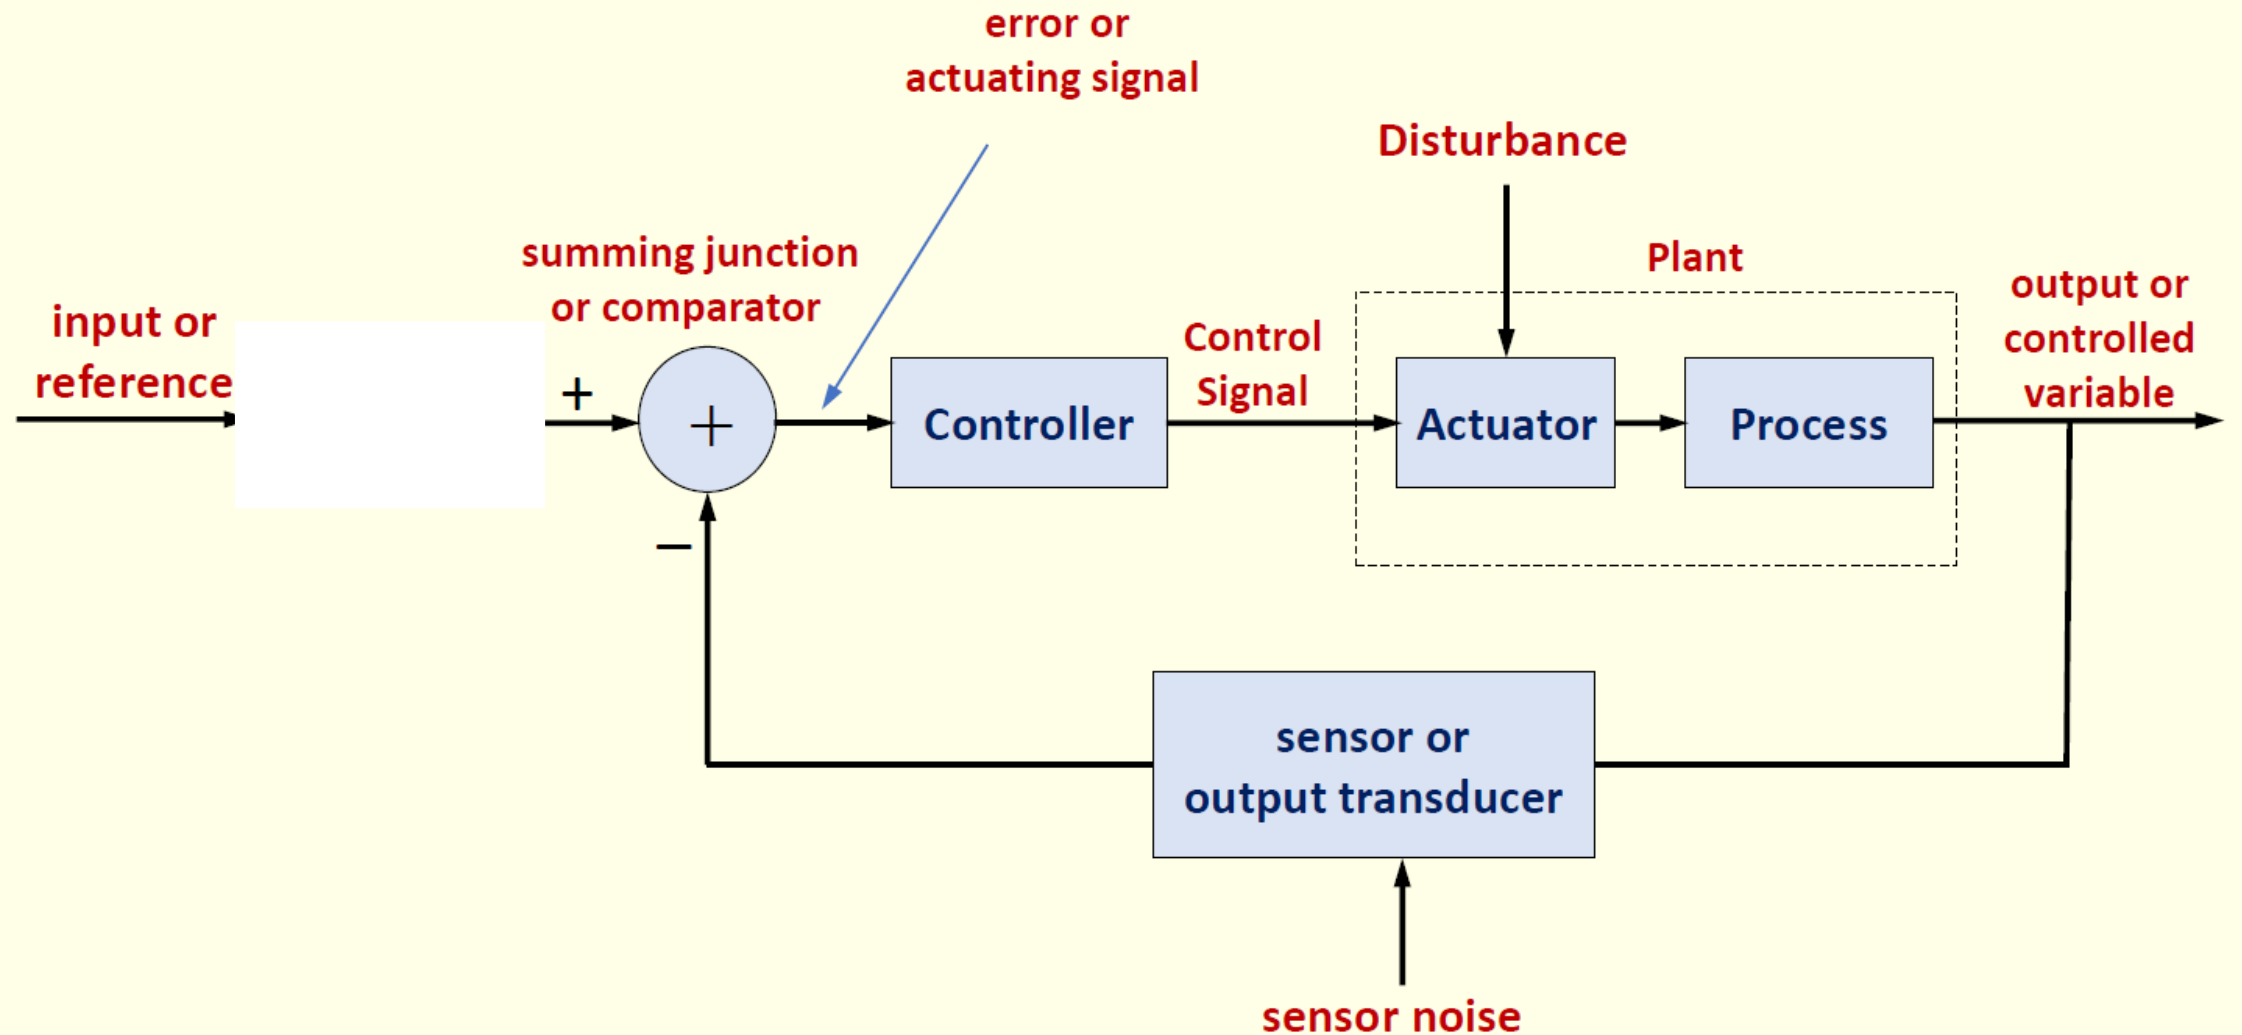 error or
actuating signal
Disturbance
summing junction
or comparator
Plant
input or
reference
output or
controlled
variable
Control
Signal
+
+
Controller
Actuator
Process
−
sensor or
output transducer
sensor noise